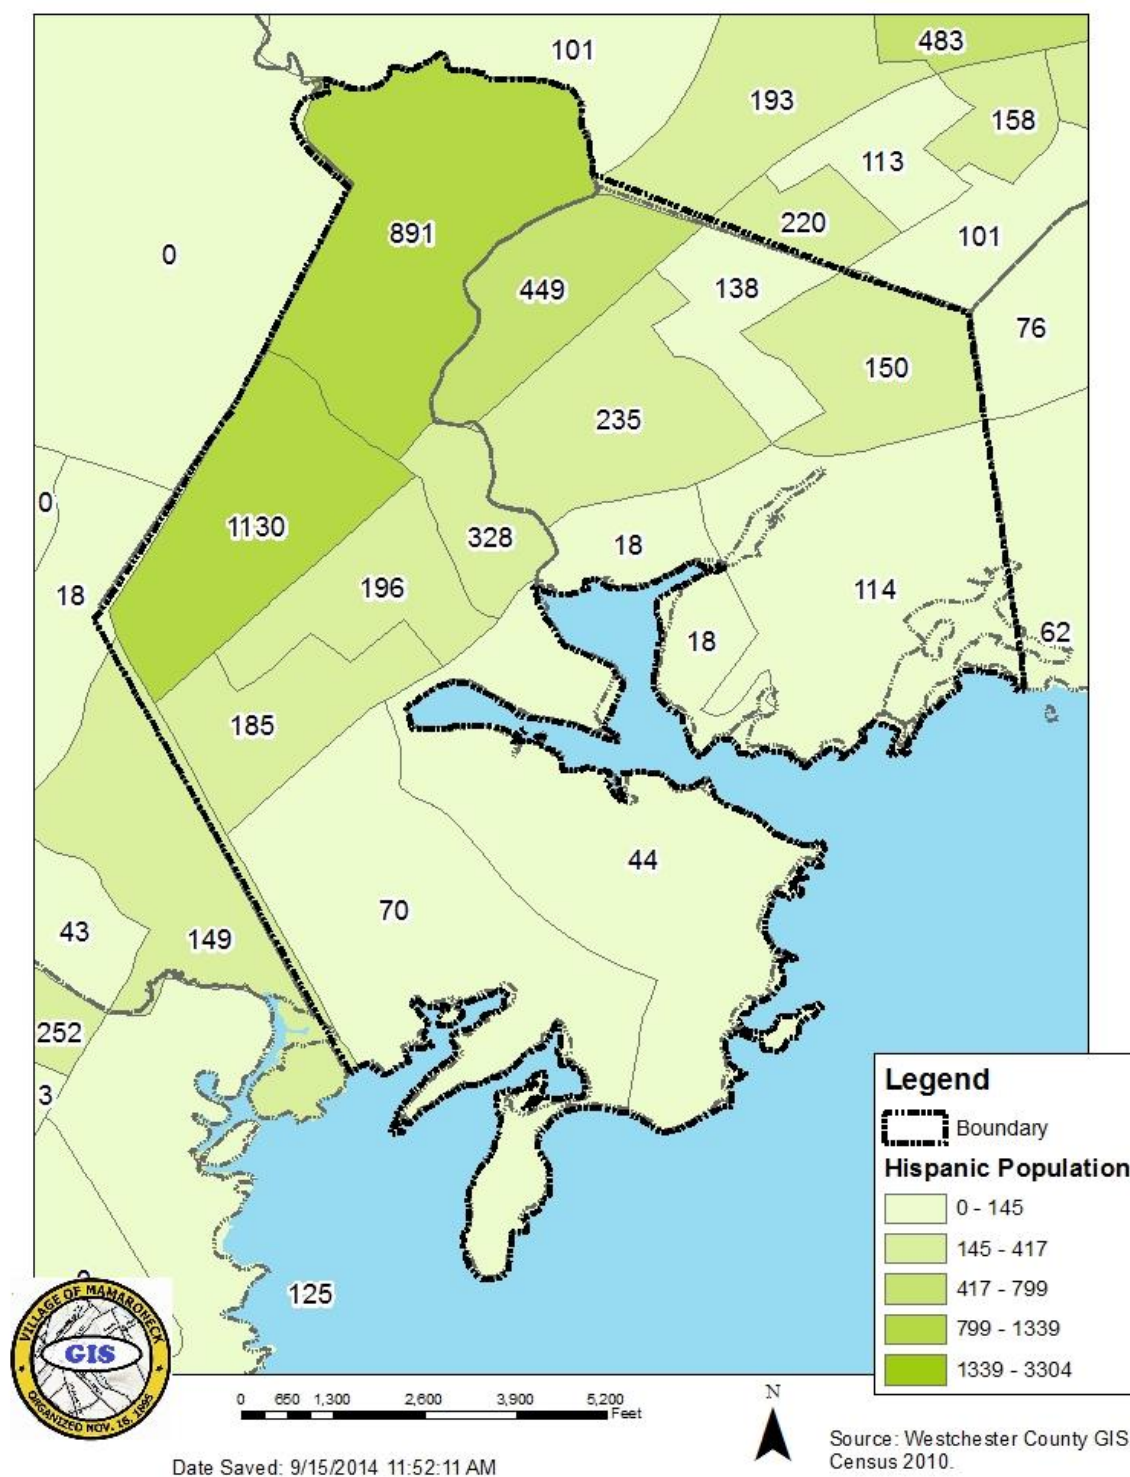 101
483
193
158
113
891
220
0
101
449
138
76
150
235
0
1130
328
18
18
196
114
18
62
185
44
70
43
149
252
3
125
Legend
Boundary
Hispanic Population
0 - 145
145 - 417
417 - 799
799 - 1339
1339 - 3304
VILLAGE OF MAMARONECK
GIS
ORGANIZED NOV. 16, 1895
0 650 1,300 2,600 3,900 5,200
Feet
N
Source: Westchester County GIS
Census 2010.
Date Saved: 9/15/2014 11:52:11 AM